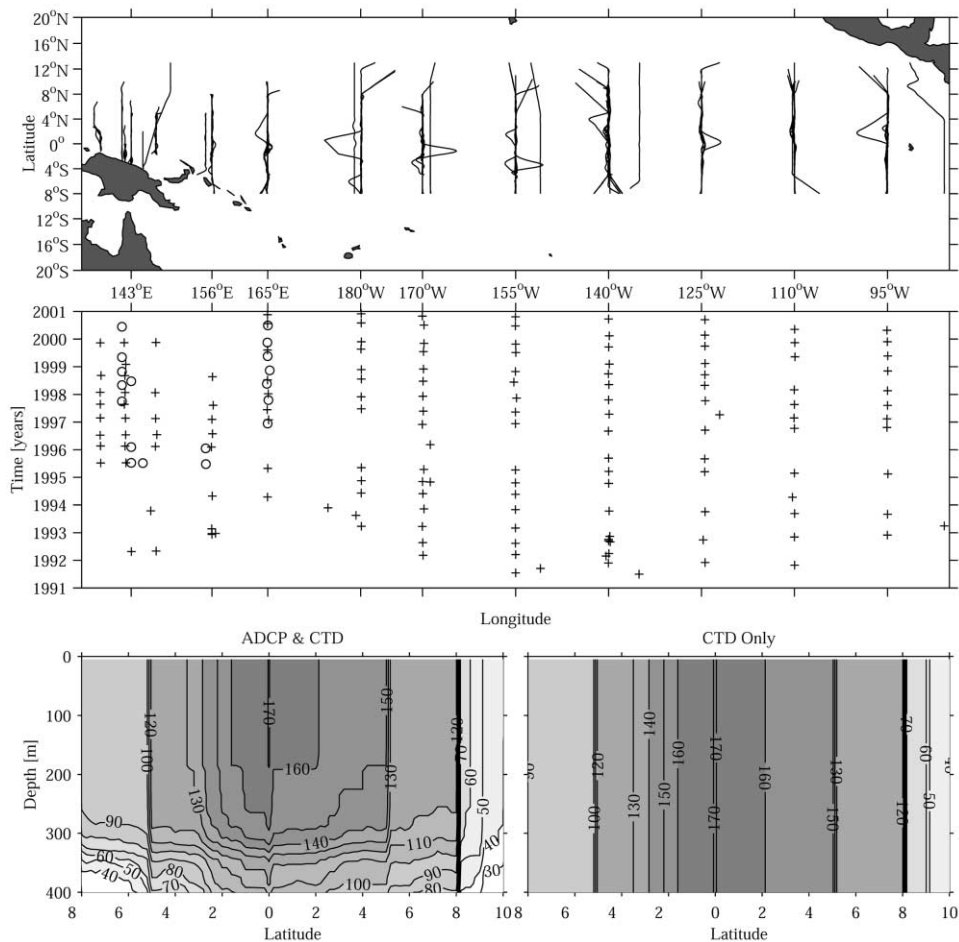 20°N
16°N
12°N
8°N
4°N
0°
4°S
8°S
12°S
16°S
20°S
Latitude
143°E 156°E 165°E 180°W 170°W 155°W 140°W 125°W 110°W 95°W
2001
2000
1999
1998
1997
1996
1995
1994
1993
1992
1991
Time [years]
Longitude
ADCP & CTD
CTD Only
0
100
200
300
400
Depth [m]
120
100
130
170
160
150
130
120
70
60
50
90
60
40
50
80
70
140
100
110
90
80
40
30
8 6 4 2 0 2 4 6 8 10
Latitude
90
120
100
130
140
150
160
170
160
130
150
70
120
60
50
40
8 6 4 2 0 2 4 6 8 10
Latitude